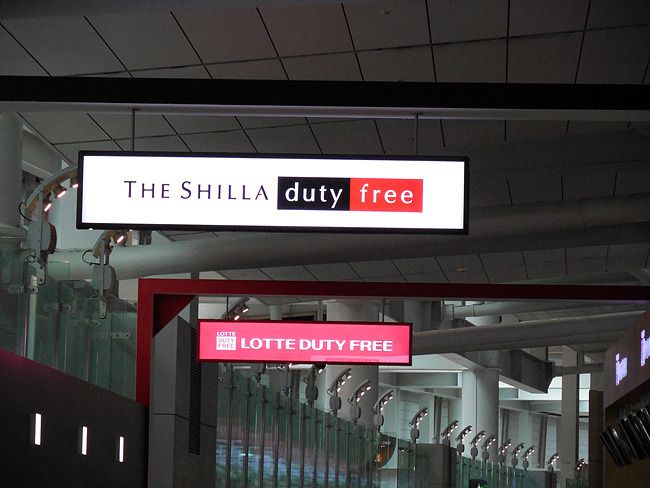 THE SHILLA duty free
LOTTE
DUTY
FREE
LOTTE DUTY FREE